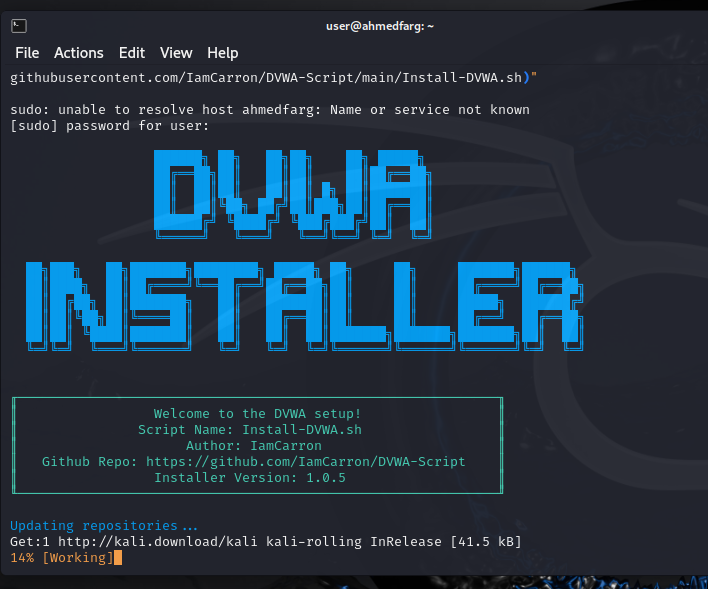 user@ahmedfarg: ~
File Actions Edit View Help
githubusercontent.com/IamCarron/DVWA-Script/main/Install-DVWA.sh)"
sudo: unable to resolve host ahmedfarg: Name or service not known
[sudo] password for user:
DVWA
INSTALLER
Welcome to the DVWA setup!
Script Name: Install-DVWA.sh
Author: IamCarron
Github Repo: https://github.com/IamCarron/DVWA-Script
Installer Version: 1.0.5
Updating repositories...
Get:1 http://kali.download/kali kali-rolling InRelease [41.5 kB]
14% [Working]